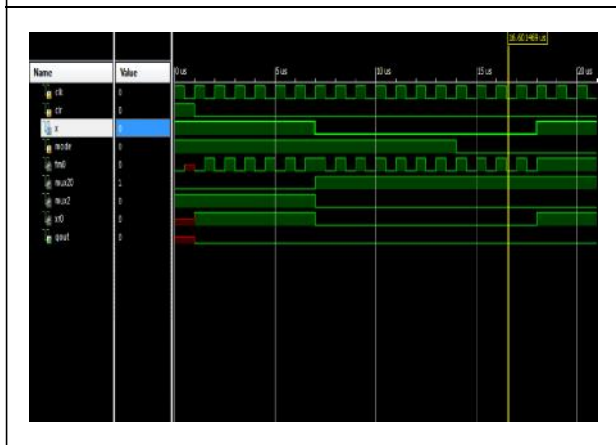 16.601469 us
Name Value 0 us 5 us 10 us 15 us 20 us
clk 0
clr 0
x 0
mode 0
fm0 0
mux20 1
mux2 0
xt0 0
qout 0